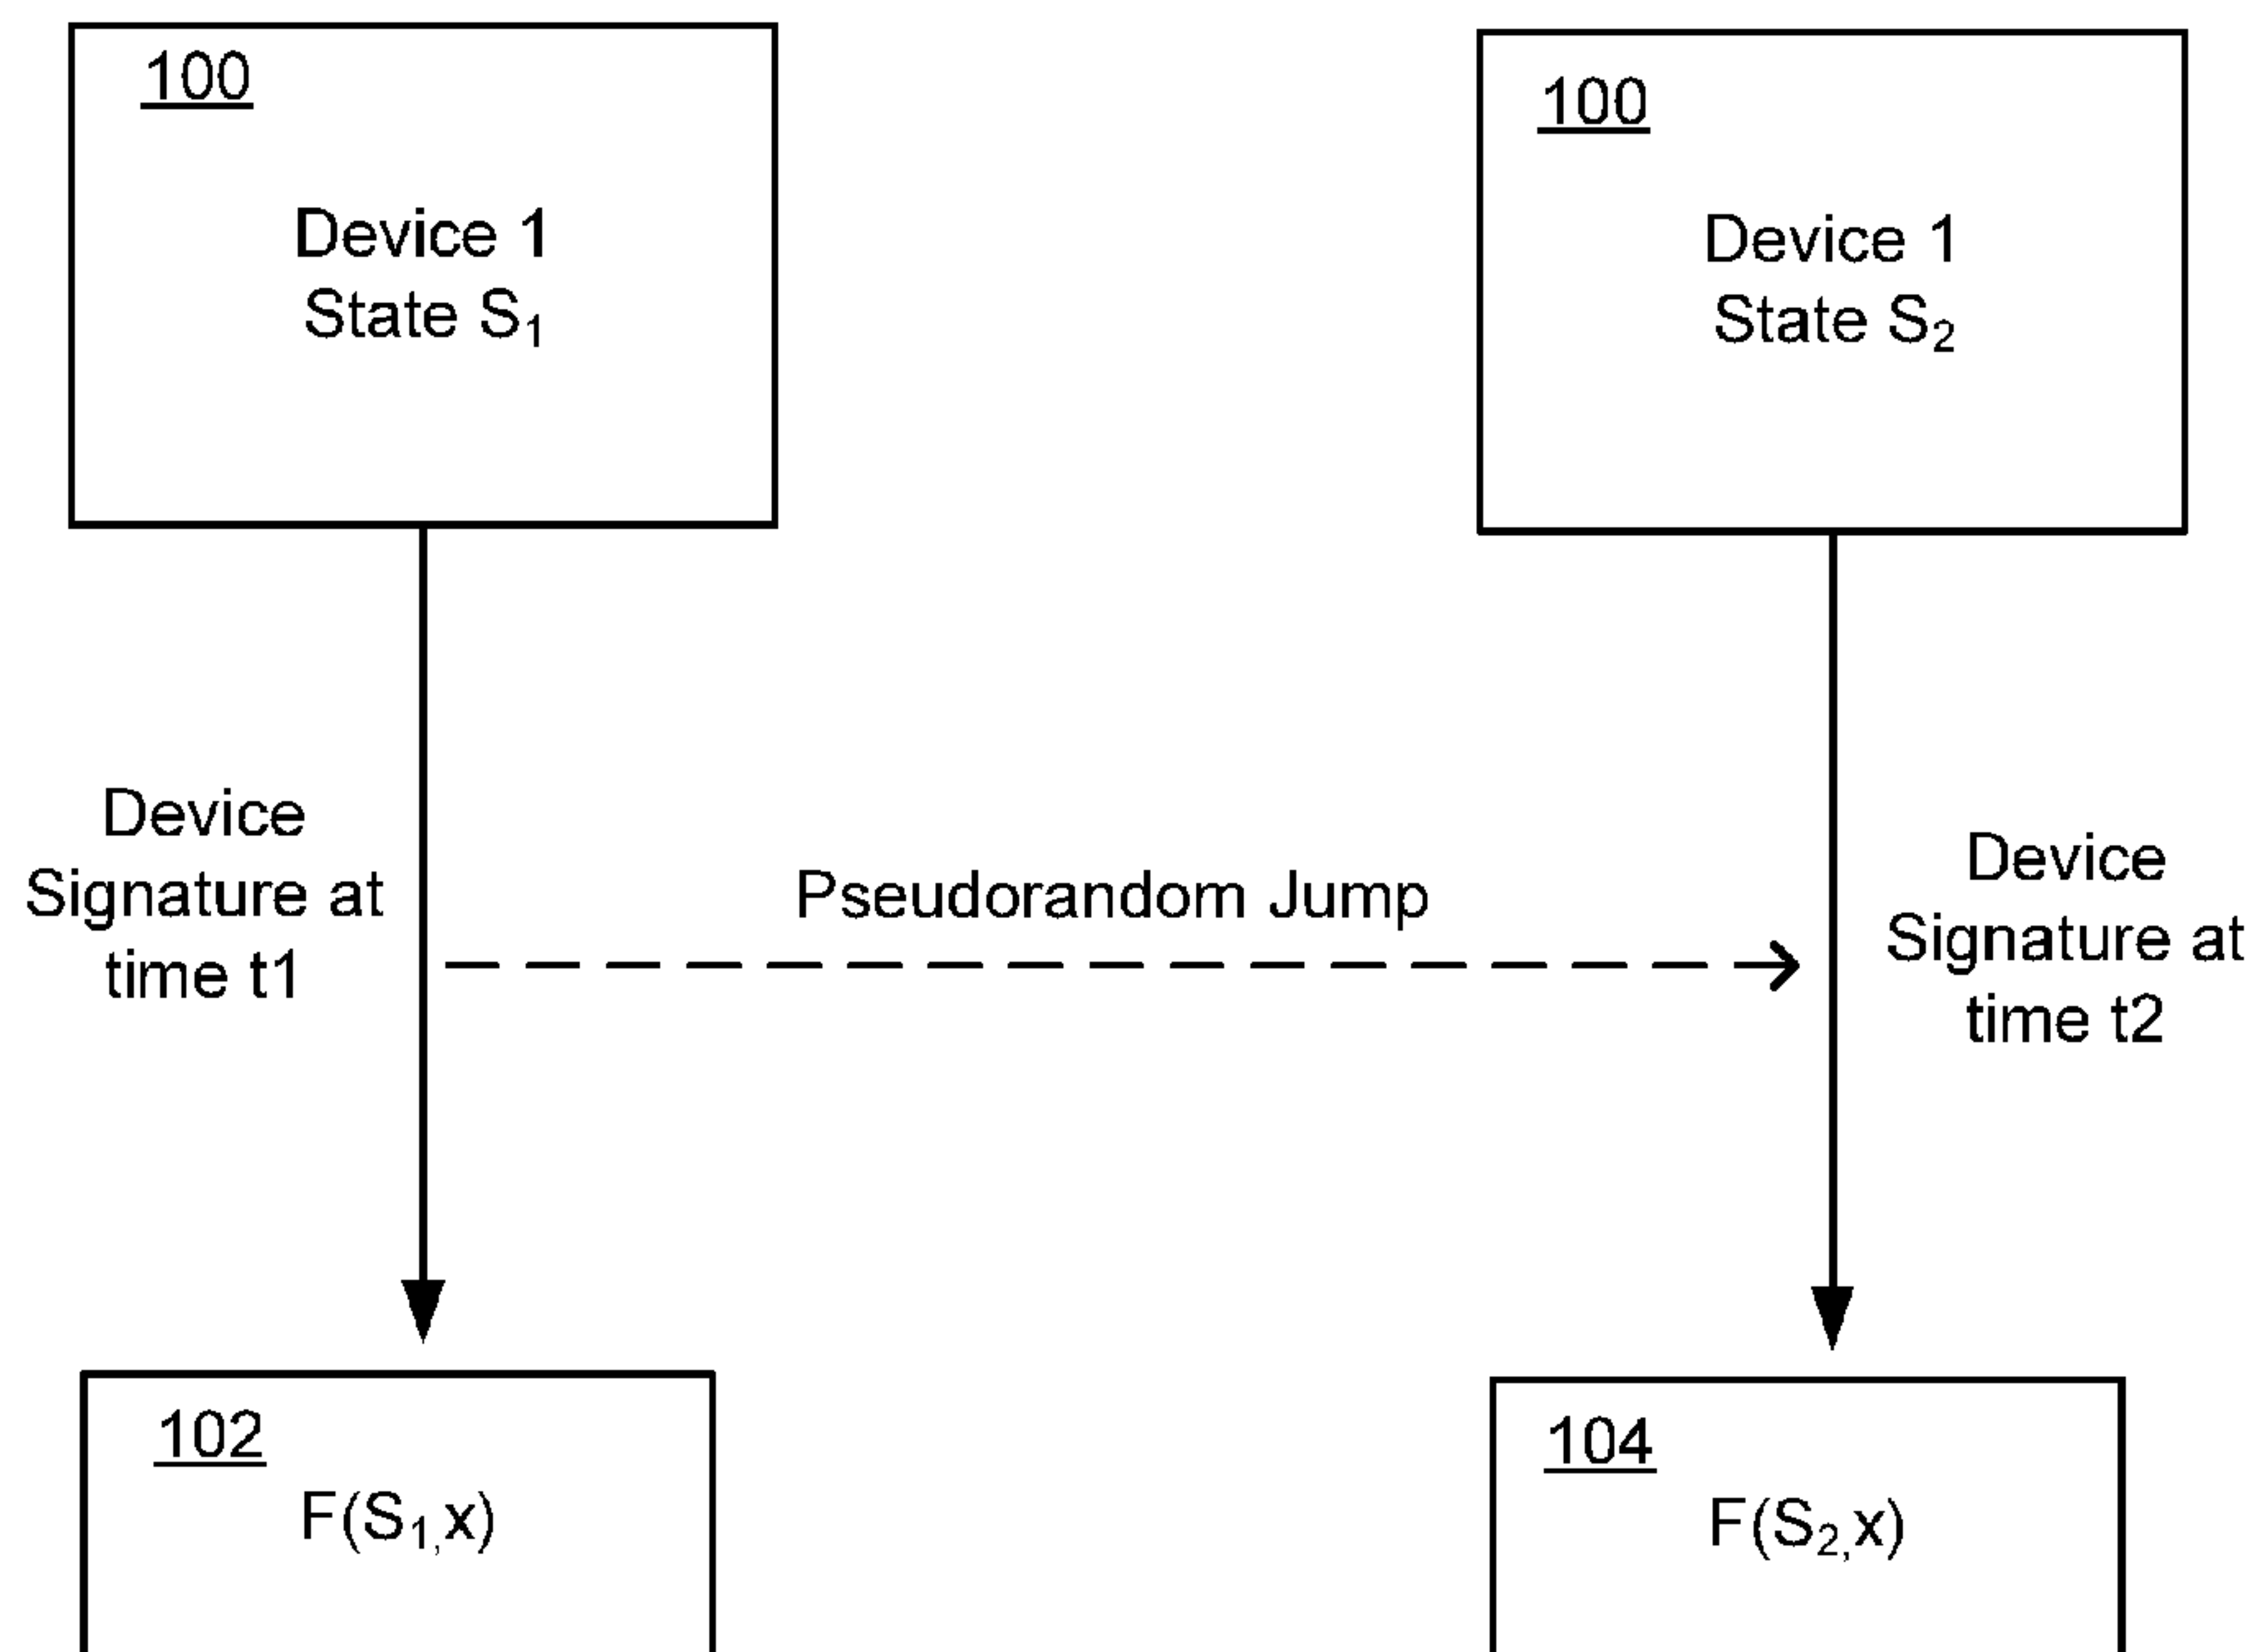 100
Device 1
State S₁
100
Device 1
State S₂
Device
Signature at
time t1
Pseudorandom Jump
Device
Signature at
time t2
102
F(S₁,x)
104
F(S₂,x)